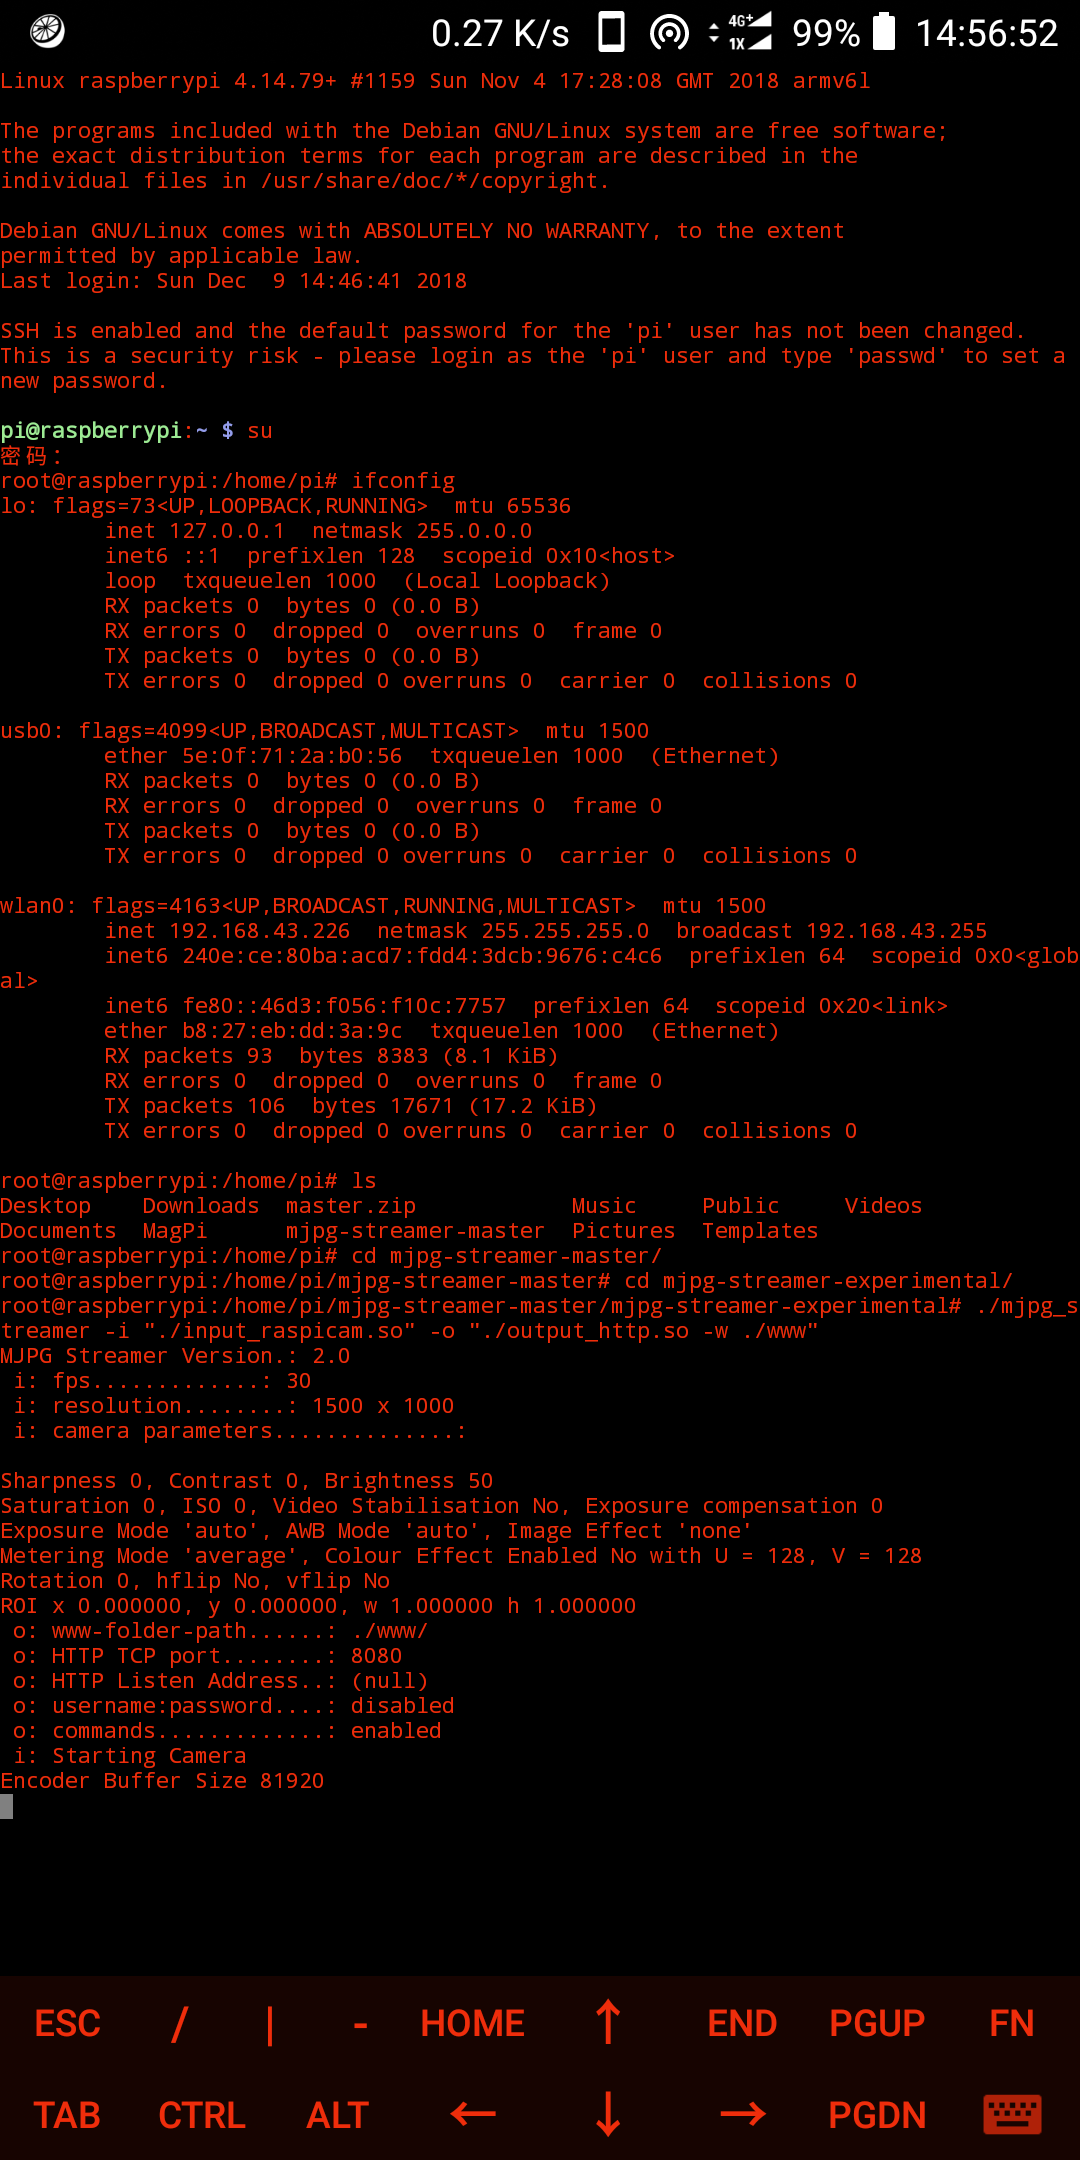 0.27 K/s 4G+ 1X 99% 14:56:52
Linux raspberrypi 4.14.79+ #1159 Sun Nov 4 17:28:08 GMT 2018 armv6l
The programs included with the Debian GNU/Linux system are free software;
the exact distribution terms for each program are described in the
individual files in /usr/share/doc/*/copyright.
Debian GNU/Linux comes with ABSOLUTELY NO WARRANTY, to the extent
permitted by applicable law.
Last login: Sun Dec  9 14:46:41 2018
SSH is enabled and the default password for the 'pi' user has not been changed.
This is a security risk - please login as the 'pi' user and type 'passwd' to set a
new password.
pi@raspberrypi:~ $ su
密码:
root@raspberrypi:/home/pi# ifconfig
lo: flags=73<UP,LOOPBACK,RUNNING>  mtu 65536
inet 127.0.0.1  netmask 255.0.0.0
inet6 ::1  prefixlen 128  scopeid 0x10<host>
loop  txqueuelen 1000  (Local Loopback)
RX packets 0  bytes 0 (0.0 B)
RX errors 0  dropped 0  overruns 0  frame 0
TX packets 0  bytes 0 (0.0 B)
TX errors 0  dropped 0 overruns 0  carrier 0  collisions 0
usb0: flags=4099<UP,BROADCAST,MULTICAST>  mtu 1500
ether 5e:0f:71:2a:b0:56  txqueuelen 1000  (Ethernet)
RX packets 0  bytes 0 (0.0 B)
RX errors 0  dropped 0  overruns 0  frame 0
TX packets 0  bytes 0 (0.0 B)
TX errors 0  dropped 0 overruns 0  carrier 0  collisions 0
wlan0: flags=4163<UP,BROADCAST,RUNNING,MULTICAST>  mtu 1500
inet 192.168.43.226  netmask 255.255.255.0  broadcast 192.168.43.255
inet6 240e:ce:80ba:acd7:fdd4:3dcb:9676:c4c6  prefixlen 64  scopeid 0x0<glob
al>
inet6 fe80::46d3:f056:f10c:7757  prefixlen 64  scopeid 0x20<link>
ether b8:27:eb:dd:3a:9c  txqueuelen 1000  (Ethernet)
RX packets 93  bytes 8383 (8.1 KiB)
RX errors 0  dropped 0  overruns 0  frame 0
TX packets 106  bytes 17671 (17.2 KiB)
TX errors 0  dropped 0 overruns 0  carrier 0  collisions 0
root@raspberrypi:/home/pi# ls
Desktop    Downloads  master.zip            Music     Public     Videos
Documents  MagPi      mjpg-streamer-master  Pictures  Templates
root@raspberrypi:/home/pi# cd mjpg-streamer-master/
root@raspberrypi:/home/pi/mjpg-streamer-master# cd mjpg-streamer-experimental/
root@raspberrypi:/home/pi/mjpg-streamer-master/mjpg-streamer-experimental# ./mjpg_s
treamer -i "./input_raspicam.so" -o "./output_http.so -w ./www"
MJPG Streamer Version.: 2.0
i: fps.............: 30
i: resolution........: 1500 x 1000
i: camera parameters..............:
Sharpness 0, Contrast 0, Brightness 50
Saturation 0, ISO 0, Video Stabilisation No, Exposure compensation 0
Exposure Mode 'auto', AWB Mode 'auto', Image Effect 'none'
Metering Mode 'average', Colour Effect Enabled No with U = 128, V = 128
Rotation 0, hflip No, vflip No
ROI x 0.000000, y 0.000000, w 1.000000 h 1.000000
o: www-folder-path......: ./www/
o: HTTP TCP port........: 8080
o: HTTP Listen Address..: (null)
o: username:password....: disabled
o: commands.............: enabled
i: Starting Camera
Encoder Buffer Size 81920
ESC / | - HOME ↑ END PGUP FN
TAB CTRL ALT ← ↓ → PGDN